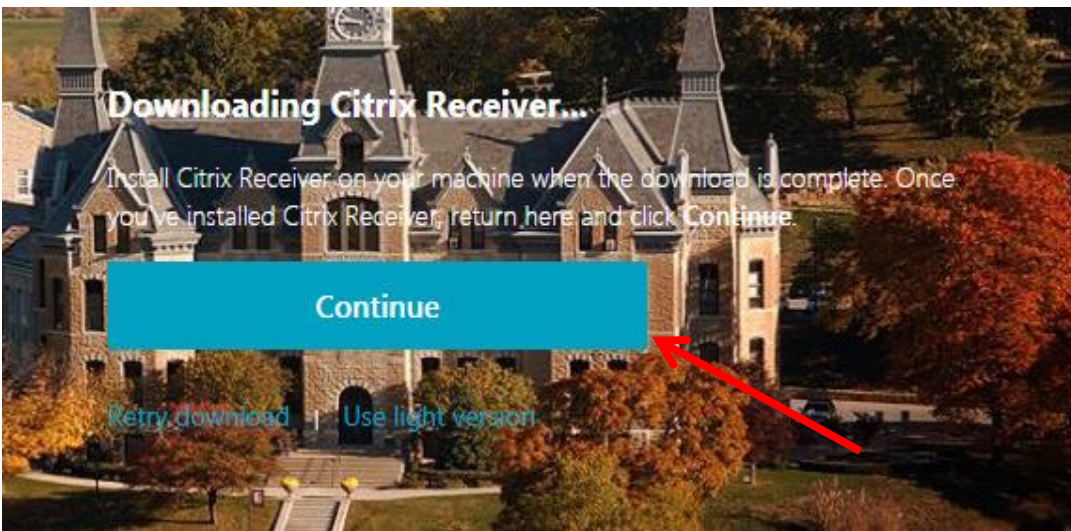 Downloading Citrix Receiver...
Install Citrix Receiver on your machine when the download is complete. Once
you've installed Citrix Receiver, return here and click Continue.
Continue
Retry download | Use light version